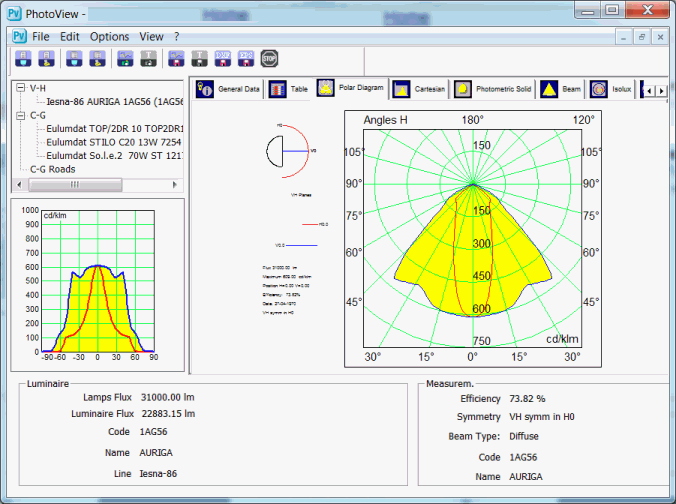 PhotoView -
File Edit Options View ?
V-H
Iesna-86 AURIGA 1AG56 (1AG56
C-G
Eulumdat TOP/2DR 10 TOP2DR1
Eulumdat STILO C20 13W 7254
Eulumdat So.l.e.2 70W ST 121
C-G Roads
General Data Table Polar Diagram Cartesian Photometric Solid Beam Isolux
VH Planes
H0.0
V0.0
Flux 31000.00 lm
Maximum 609.00 cd/klm
Position H=0.00 V=0.00
Efficiency 73.82%
VH symm in H0
Angles H 180° 120°
105° 150 105°
90° 90°
75° 150 75°
300
60° 450 60°
45° 600 45°
750 cd/klm
30° 15° 0° 15° 30°
1000 cd/klm
900
800
700
600
500
400
300
200
100
0
-90 -60 -30 0 30 60 90
Luminaire
Lamps Flux 31000.00 lm
Luminaire Flux 22883.15 lm
Code 1AG56
Name AURIGA
Line Iesna-86
Measurem.
Efficiency 73.82 %
Symmetry VH symm in H0
Beam Type: Diffuse
Code 1AG56
Name AURIGA